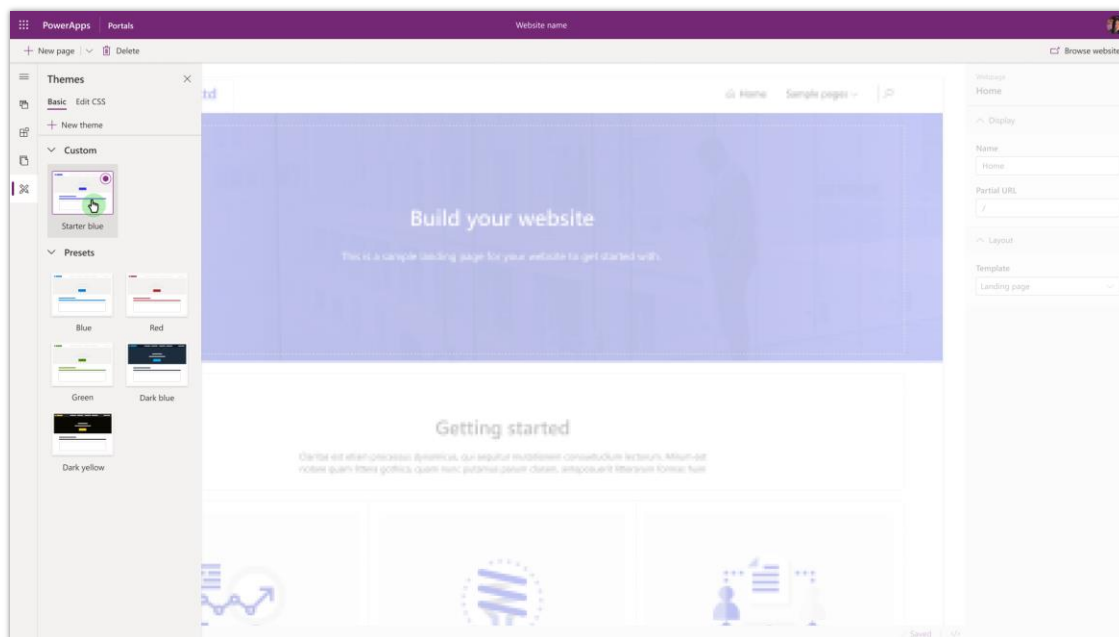 PowerApps Portals Website name
New page Delete Browse website
Themes
Basic Edit CSS
New theme
Custom
Starter blue
Presets
Blue Red
Green Dark blue
Dark yellow
Home Sample pages
Build your website
This is a sample landing page for your website to get started with.
Getting started
Webpage
Home
Display
Name
Home
Partial URL
/
Layout
Template
Landing page
Saved